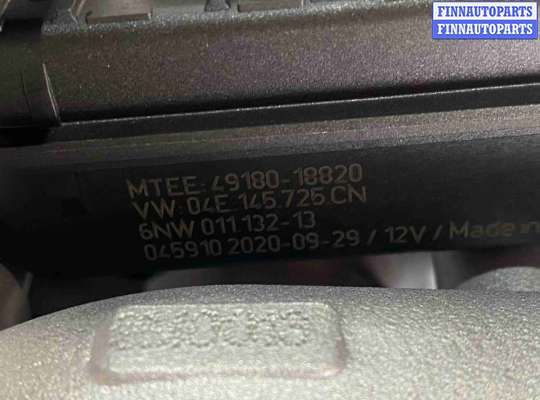 FINNAUTOPARTS
FINNAUTOPARTS
MTEE: 49180-18820
VW: 04E 145 725 CN
6NW 011 132-13
045910 2020-09-29 / 12V / Made in